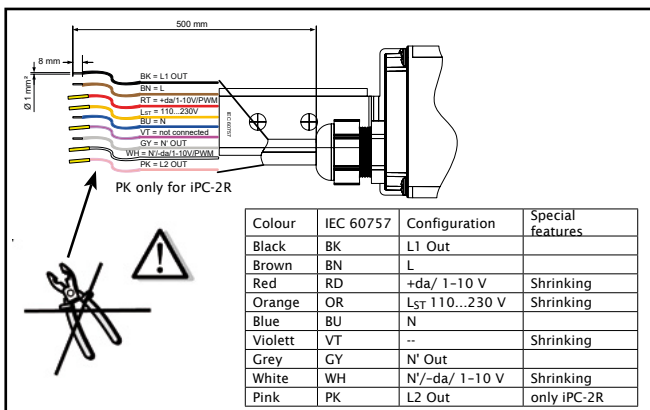 500 mm
8 mm
Ø 1 mm²
BK = L1 OUT
BN = L
RT = +da/1-10V/PWM
LST = 110...230V
BU = N
VT = not connected
GY = N' OUT
WH = N'/-da/1-10V/PWM
PK = L2 OUT
IEC 60757
PK only for iPC-2R
Colour IEC 60757 Configuration Special features
Black BK L1 Out
Brown BN L
Red RD +da/ 1-10 V Shrinking
Orange OR LST 110...230 V Shrinking
Blue BU N
Violett VT -- Shrinking
Grey GY N' Out
White WH N'/-da/ 1-10 V Shrinking
Pink PK L2 Out only iPC-2R